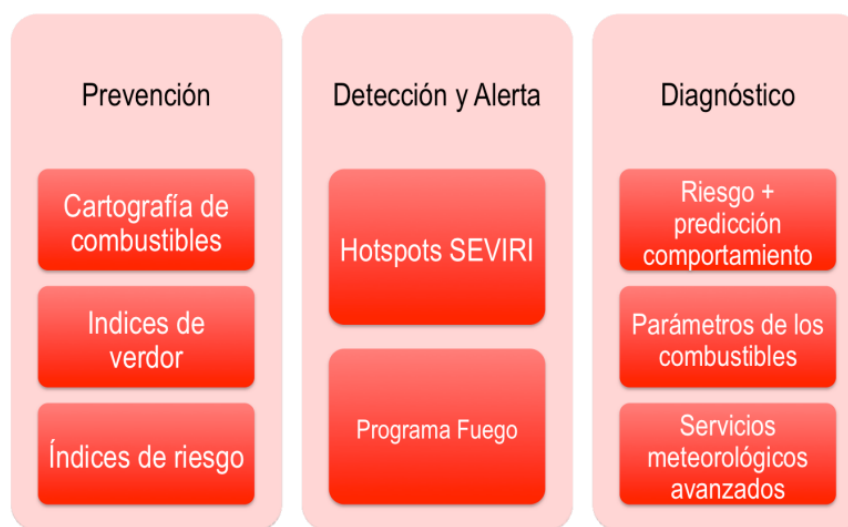 Prevención
Cartografía de
combustibles
Indices de
verdor
Índices de riesgo
Detección y Alerta
Hotspots SEVIRI
Programa Fuego
Diagnóstico
Riesgo +
predicción
comportamiento
Parámetros de los
combustibles
Servicios
meteorológicos
avanzados